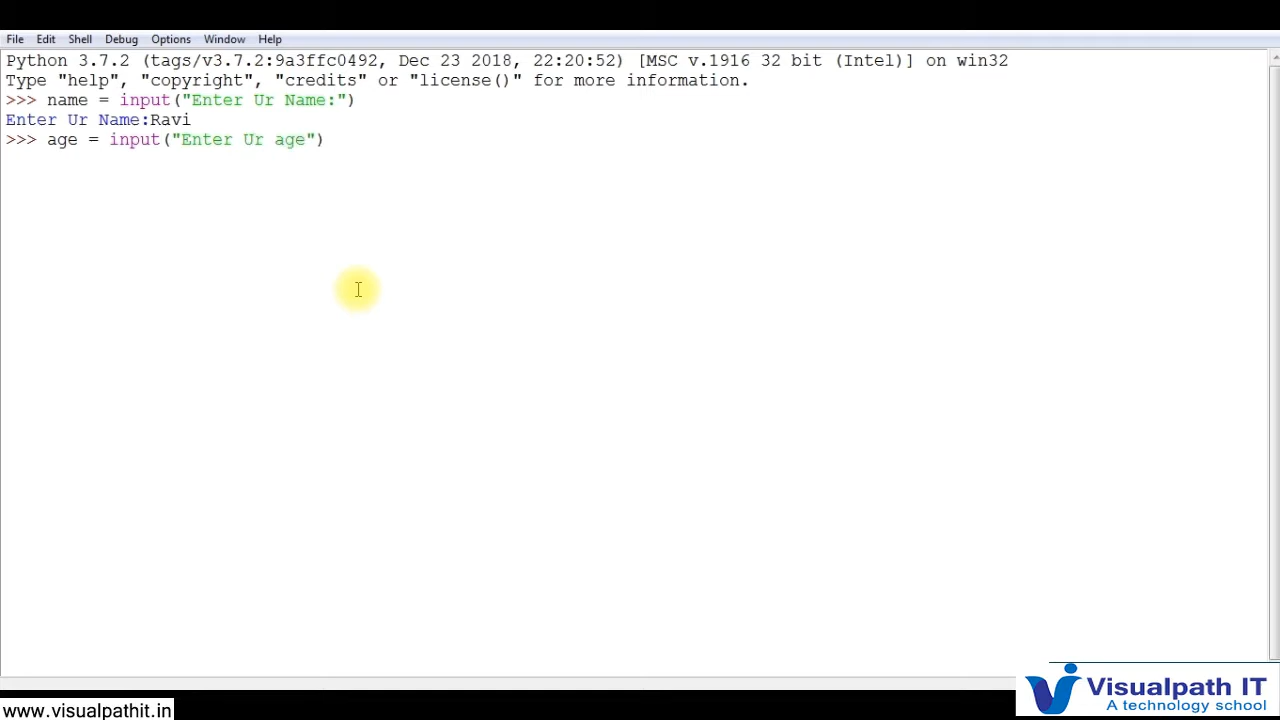 File Edit Shell Debug Options Window Help
Python 3.7.2 (tags/v3.7.2:9a3ffc0492, Dec 23 2018, 22:20:52) [MSC v.1916 32 bit (Intel)] on win32
Type "help", "copyright", "credits" or "license()" for more information.
>>> name = input("Enter Ur Name:")
Enter Ur Name:Ravi
>>> age = input("Enter Ur age")
Visualpath IT
A technology school
www.visualpathit.in